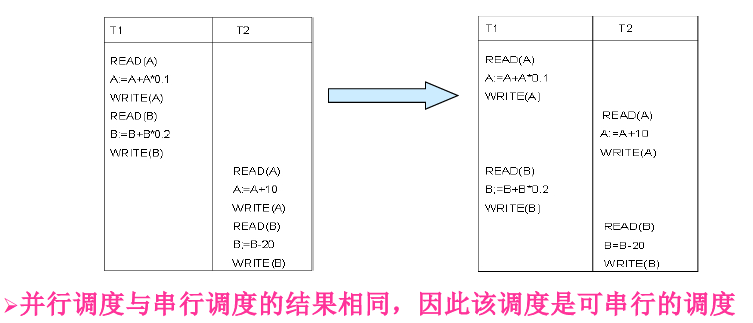 T1 T2
READ(A)
A:=A+A*0.1
WRITE(A)
READ(B)
B:=B+B*0.2
WRITE(B)
READ(A)
A:=A+10
WRITE(A)
READ(B)
B;=B-20
WRITE(B)
T1 T2
READ(A)
A:=A+A*0.1
WRITE(A)
READ(A)
A:=A+10
WRITE(A)
READ(B)
B;=B+B*0.2
WRITE(B)
READ(B)
B=B-20
WRITE(B)
➢并行调度与串行调度的结果相同，因此该调度是可串行的调度